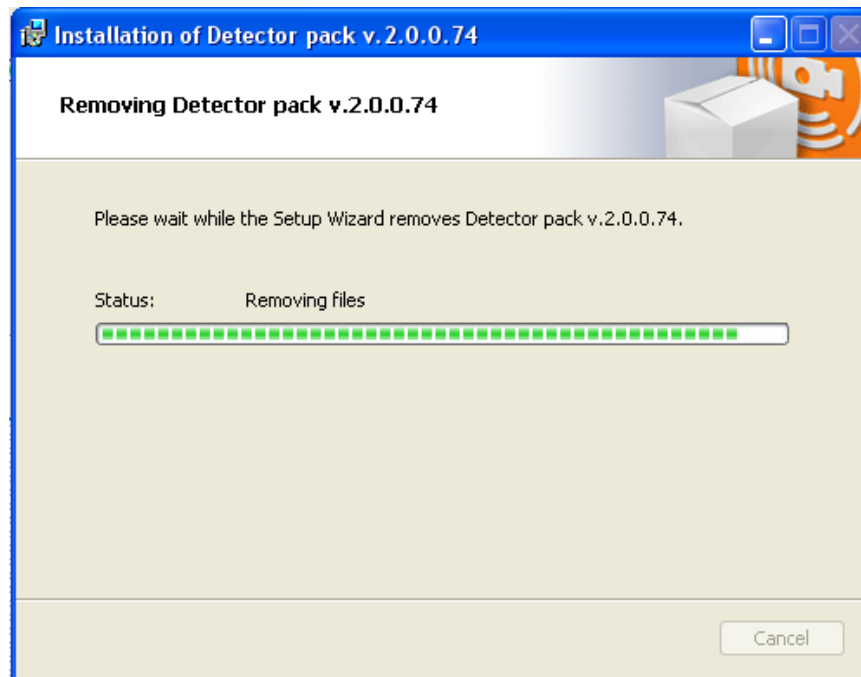 Installation of Detector pack v.2.0.0.74
Removing Detector pack v.2.0.0.74
Please wait while the Setup Wizard removes Detector pack v.2.0.0.74.
Status: Removing files
Cancel